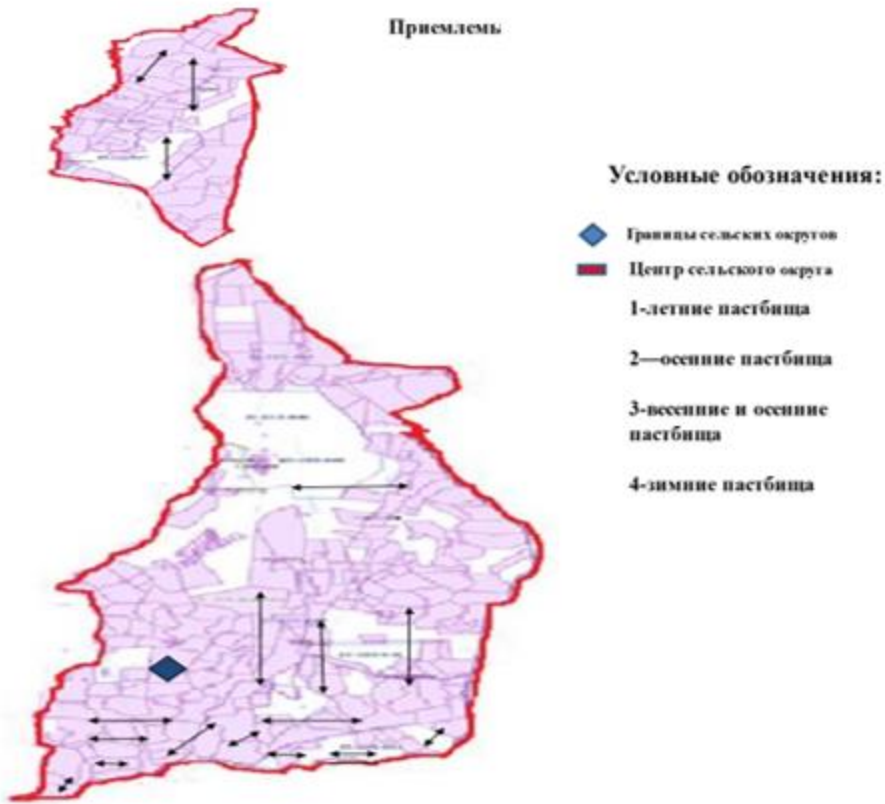 Приемлемь
Условные обозначения:
Границы сельских округов
Центр сельского округа
1-летние пастбища
2—осенние пастбища
3-весенние и осенние
пастбища
4-зимние пастбища